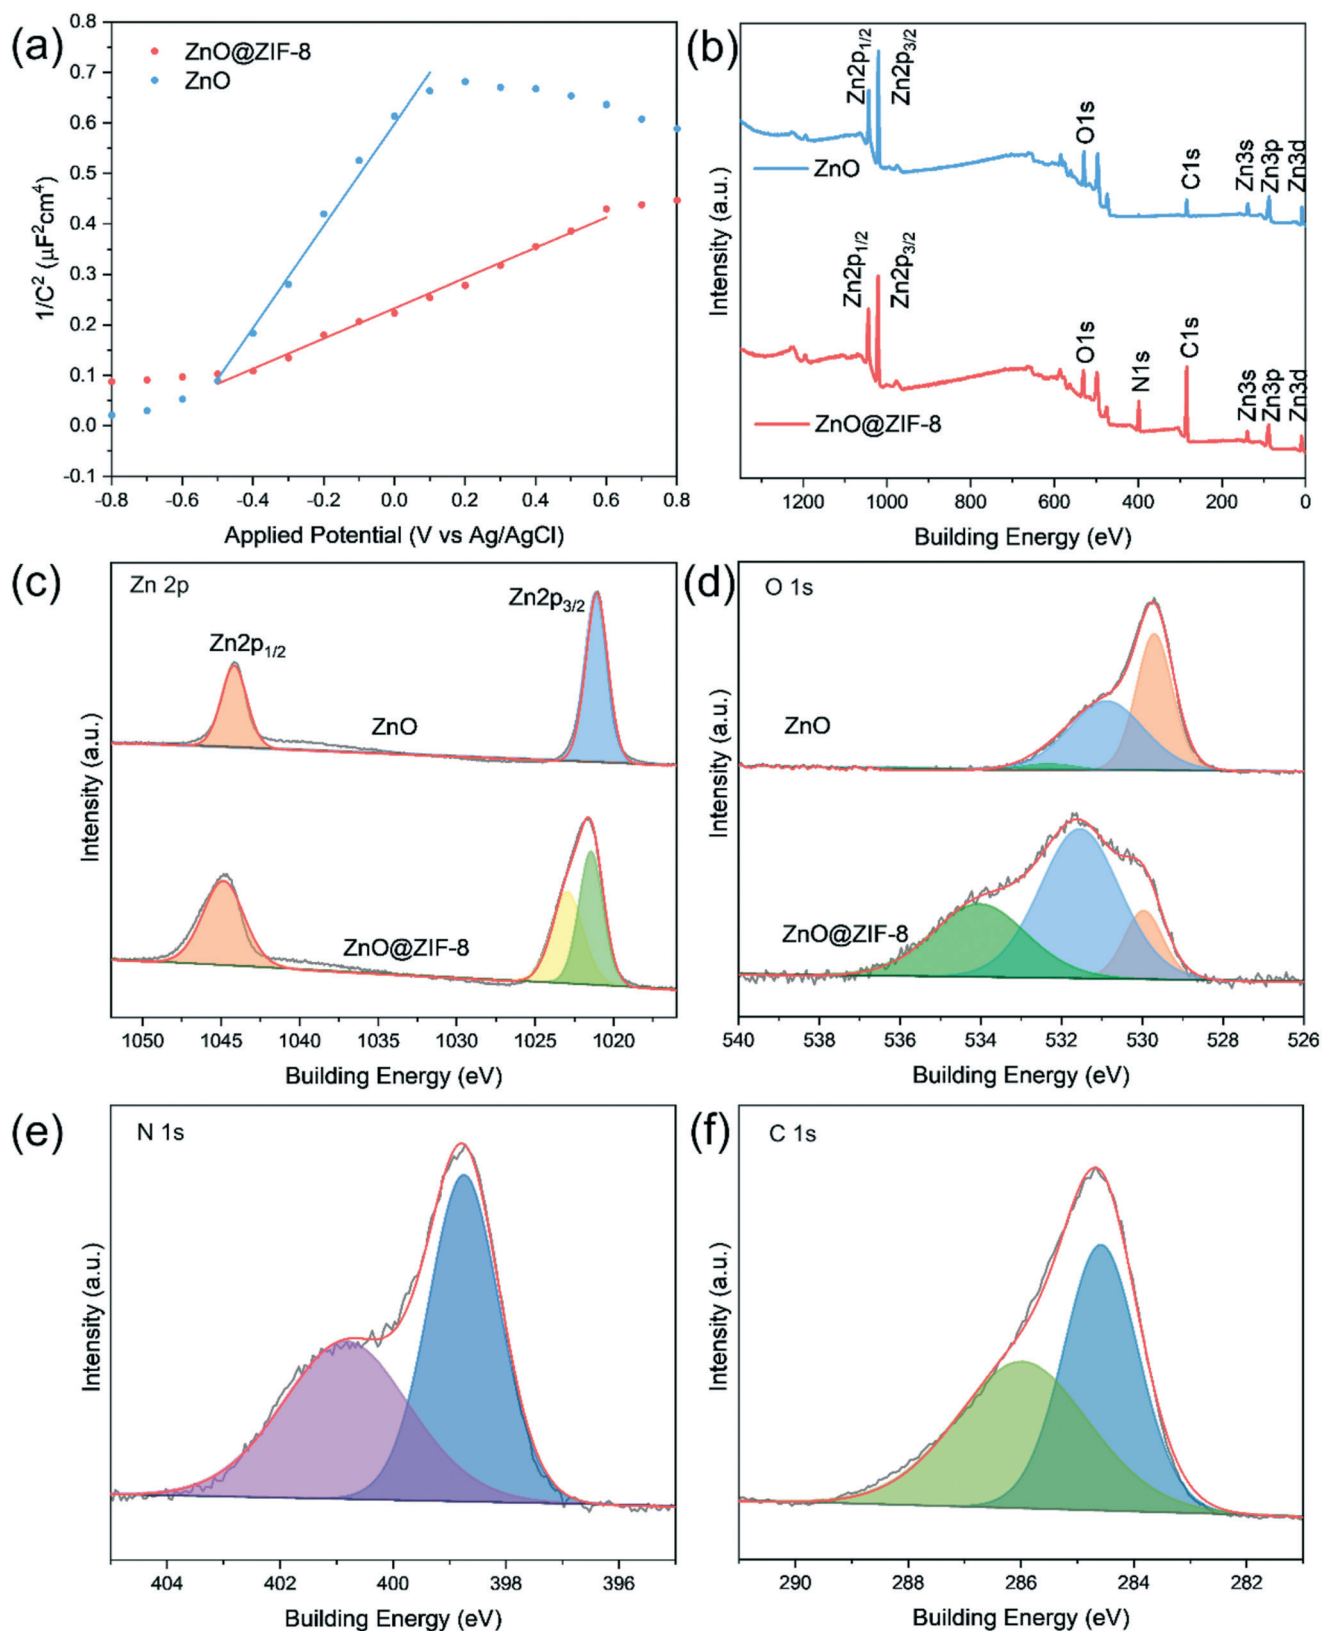 (a)
ZnO@ZIF-8
ZnO
0.8
0.7
0.6
0.5
0.4
0.3
0.2
0.1
0.0
-0.1
1/C² (μF²cm⁴)
-0.8 -0.6 -0.4 -0.2 0.0 0.2 0.4 0.6 0.8
Applied Potential (V vs Ag/AgCl)
(b)
Zn2p1/2
Zn2p3/2
O1s
C1s
Zn3s
Zn3p
Zn3d
ZnO
Zn2p1/2
Zn2p3/2
O1s
N1s
C1s
Zn3s
Zn3p
Zn3d
ZnO@ZIF-8
Intensity (a.u.)
1200 1000 800 600 400 200 0
Building Energy (eV)
(c)
Zn 2p
Zn2p1/2
Zn2p3/2
ZnO
ZnO@ZIF-8
Intensity (a.u.)
1050 1045 1040 1035 1030 1025 1020
Building Energy (eV)
(d)
O 1s
ZnO
ZnO@ZIF-8
Intensity (a.u.)
540 538 536 534 532 530 528 526
Building Energy (eV)
(e)
N 1s
Intensity (a.u.)
404 402 400 398 396
Building Energy (eV)
(f)
C 1s
Intensity (a.u.)
290 288 286 284 282
Building Energy (eV)